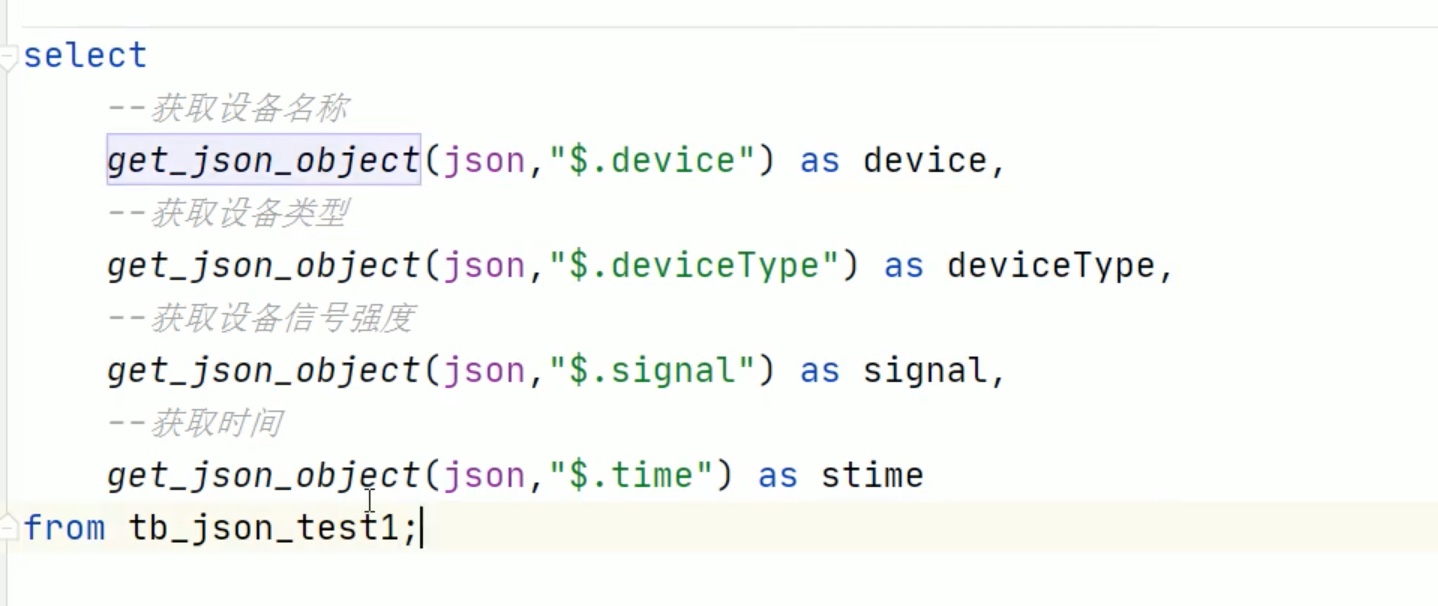 select
--获取设备名称
get_json_object(json,"$.device") as device,
--获取设备类型
get_json_object(json,"$.deviceType") as deviceType,
--获取设备信号强度
get_json_object(json,"$.signal") as signal,
--获取时间
get_json_object(json,"$.time") as stime
from tb_json_test1;